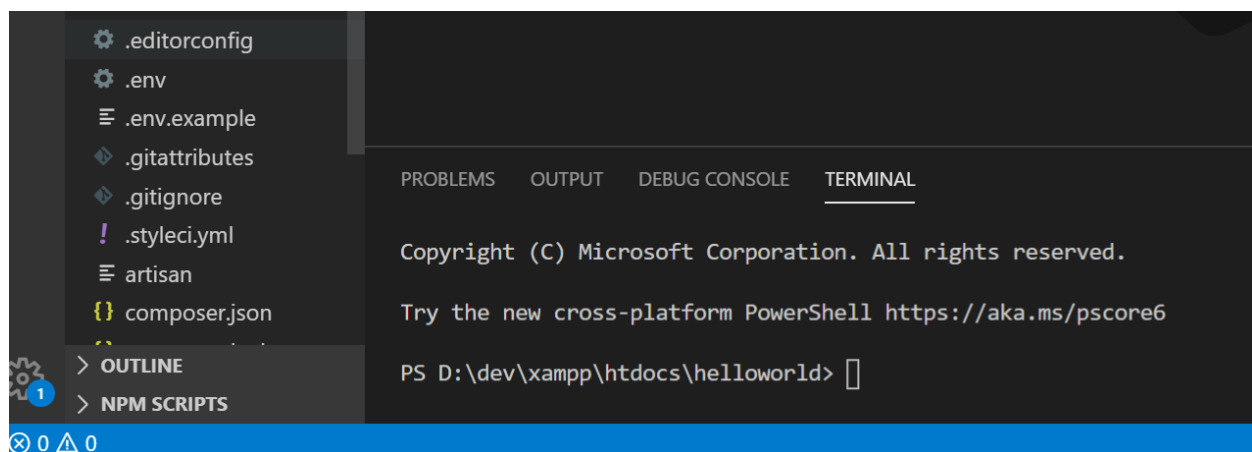 .editorconfig
.env
.env.example
.gitattributes
.gitignore
.styleci.yml
artisan
composer.json
OUTLINE
NPM SCRIPTS
1
0 0
PROBLEMS OUTPUT DEBUG CONSOLE TERMINAL
Copyright (C) Microsoft Corporation. All rights reserved.
Try the new cross-platform PowerShell https://aka.ms/pscore6
PS D:\dev\xampp\htdocs\helloworld>